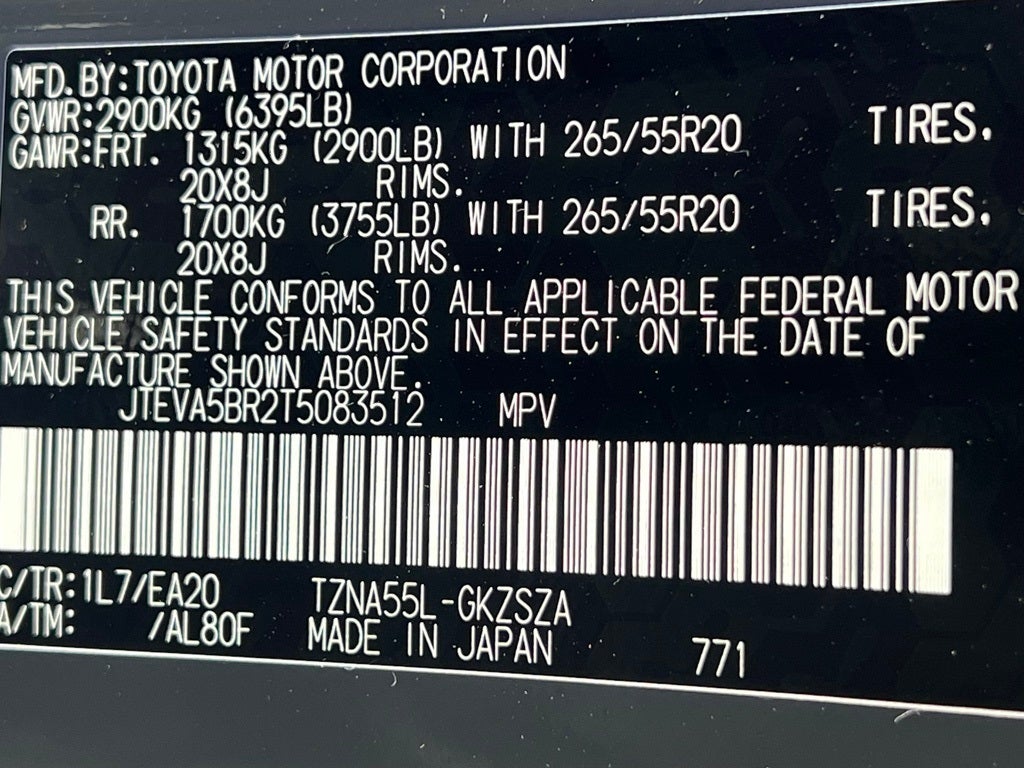 MFD. BY: TOYOTA MOTOR CORPORATION
GVWR: 2900KG (6395LB)
GAWR: FRT. 1315KG (2900LB) WITH 265/55R20 TIRES.
20X8J RIMS.
RR. 1700KG (3755LB) WITH 265/55R20 TIRES.
20X8J RIMS.
THIS VEHICLE CONFORMS TO ALL APPLICABLE FEDERAL MOTOR
VEHICLE SAFETY STANDARDS IN EFFECT ON THE DATE OF
MANUFACTURE SHOWN ABOVE.
JTEVA5BR2T5083512 MPV
C/TR: 1L7/EA20 TZNA55L-GKZSZA
A/TM: /AL80F MADE IN JAPAN 771